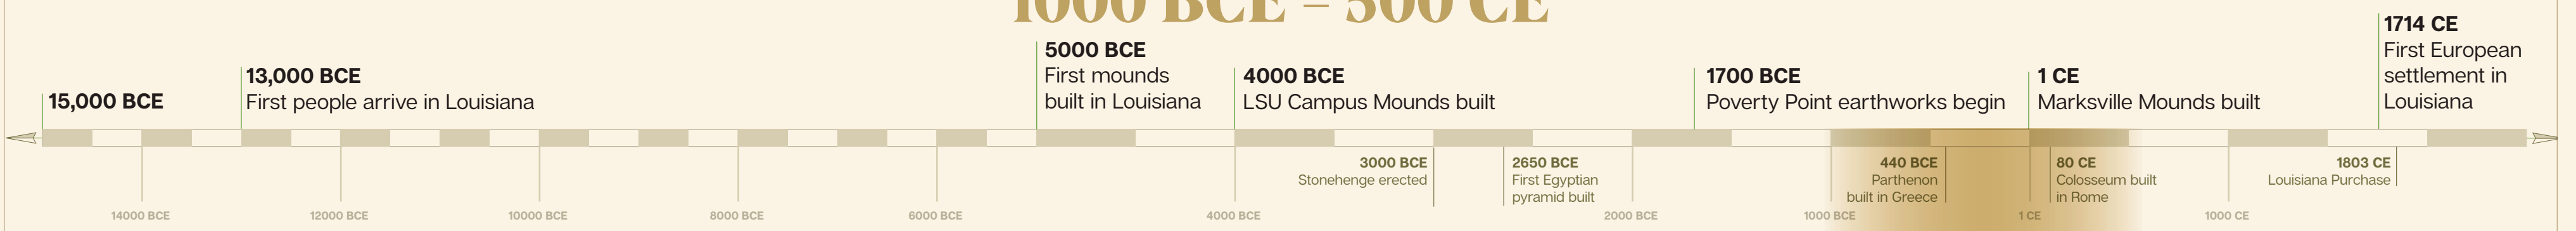 1000 BCE – 500 CE
15,000 BCE
13,000 BCE
First people arrive in Louisiana
5000 BCE
First mounds
built in Louisiana
4000 BCE
LSU Campus Mounds built
1700 BCE
Poverty Point earthworks begin
1 CE
Marksville Mounds built
1714 CE
First European
settlement in
Louisiana
3000 BCE
Stonehenge erected
2650 BCE
First Egyptian
pyramid built
440 BCE
Parthenon
built in Greece
80 CE
Colosseum built
in Rome
1803 CE
Louisiana Purchase
14000 BCE
12000 BCE
10000 BCE
8000 BCE
6000 BCE
4000 BCE
2000 BCE
1000 BCE
1 CE
1000 CE